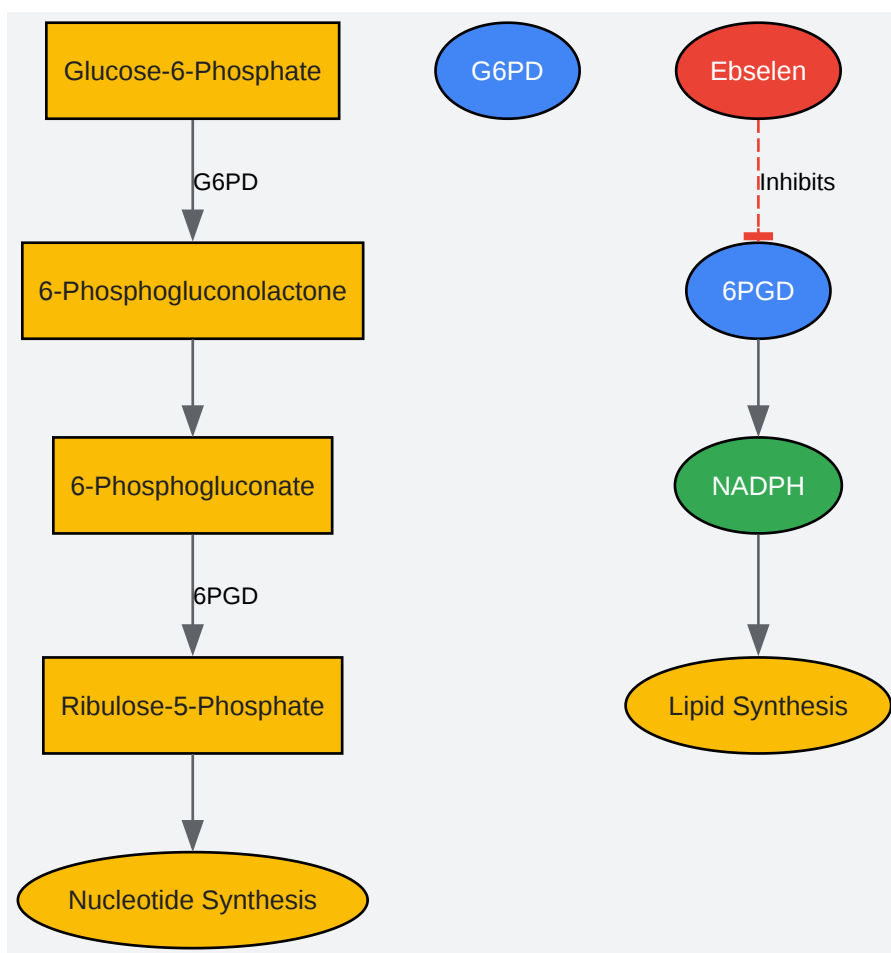 Glucose-6-Phosphate
G6PD
Ebselen
G6PD
Inhibits
6-Phosphogluconolactone
6PGD
6-Phosphogluconate
NADPH
6PGD
Ribulose-5-Phosphate
Lipid Synthesis
Nucleotide Synthesis